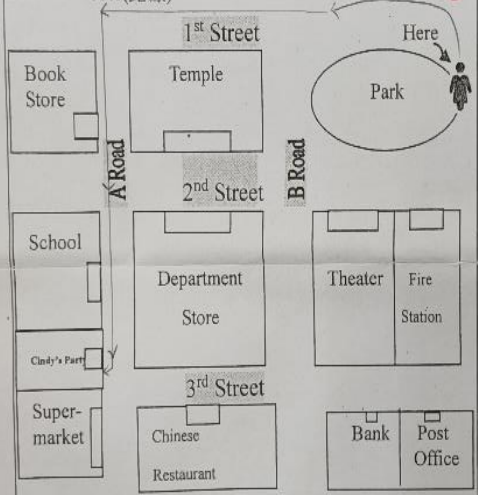 1st Street
Here
Book
Store
Temple
Park
A Road
B Road
2nd Street
School
Department
Store
Theater
Fire
Station
Cindy's Party
3rd Street
Super-
market
Chinese
Restaurant
Bank
Post
Office